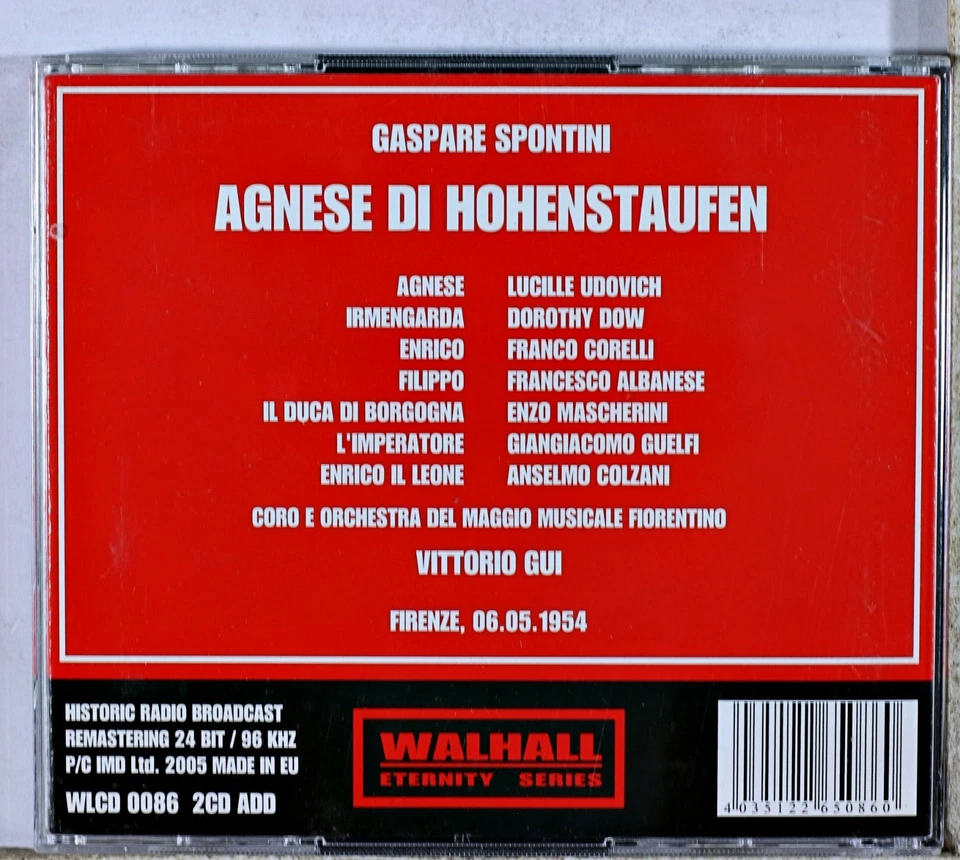 GASPARE SPONTINI
AGNESE DI HOHENSTAUFEN
AGNESE LUCILLE UDOVICH
IRMENGARDA DOROTHY DOW
ENRICO FRANCO CORELLI
FILIPPO FRANCESCO ALBANESE
IL DUCA DI BORGOGNA ENZO MASCHERINI
L'IMPERATORE GIANGIACOMO GUELFI
ENRICO IL LEONE ANSELMO COLZANI
CORO E ORCHESTRA DEL MAGGIO MUSICALE FIORENTINO
VITTORIO GUI
FIRENZE, 06.05.1954
HISTORIC RADIO BROADCAST
REMASTERING 24 BIT / 96 KHZ
P/C IMD Ltd. 2005 MADE IN EU
WLCD 0086 2CD ADD
WALHALL
ETERNITY SERIES
4 035122 650860